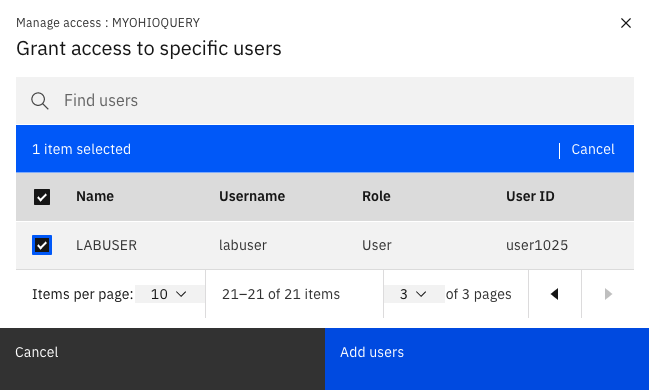 Manage access : MYOHIOQUERY
Grant access to specific users
Find users
1 item selected Cancel
Name Username Role User ID
LABUSER labuser User user1025
Items per page: 10 21–21 of 21 items 3 of 3 pages
Cancel Add users